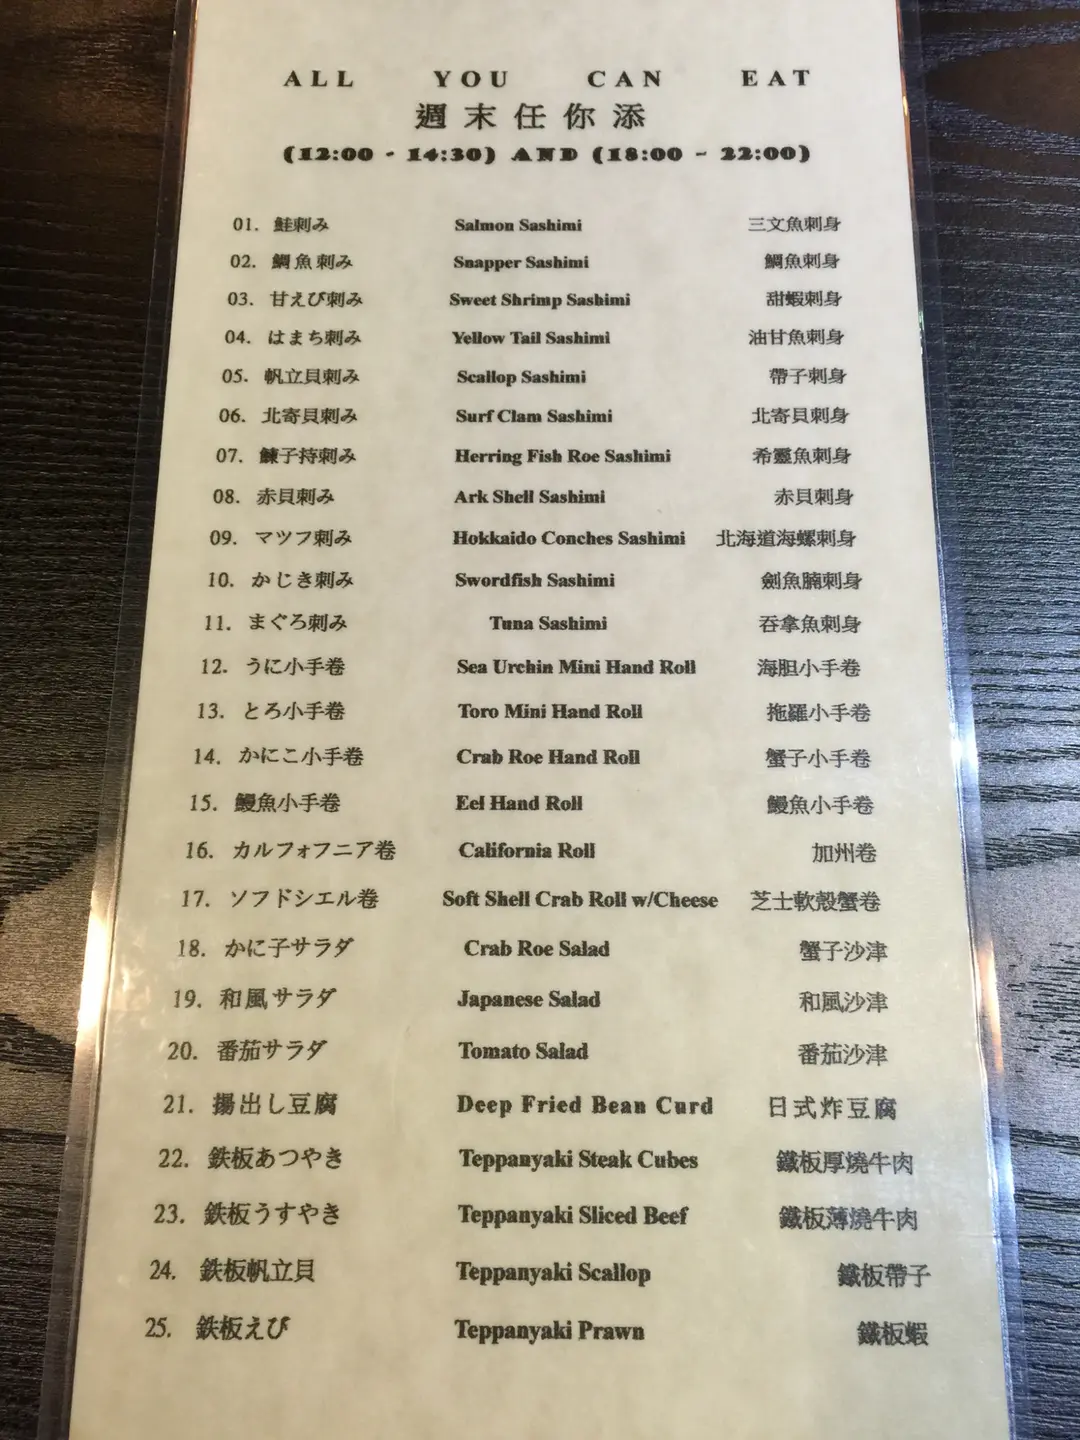 ALL YOU CAN EAT
週末任你添
(12:00 - 14:30) AND (18:00 - 22:00)
01. 鮭刺み Salmon Sashimi 三文魚刺身
02. 鯛魚刺み Snapper Sashimi 鯛魚刺身
03. 甘えび刺み Sweet Shrimp Sashimi 甜蝦刺身
04. はまち刺み Yellow Tail Sashimi 油甘魚刺身
05. 帆立貝刺み Scallop Sashimi 帶子刺身
06. 北寄貝刺み Surf Clam Sashimi 北寄貝刺身
07. 鰊子持刺み Herring Fish Roe Sashimi 希靈魚刺身
08. 赤貝刺み Ark Shell Sashimi 赤貝刺身
09. マツフ刺み Hokkaido Conches Sashimi 北海道海螺刺身
10. かじき刺み Swordfish Sashimi 劍魚腩刺身
11. まぐろ刺み Tuna Sashimi 吞拿魚刺身
12. うに小手卷 Sea Urchin Mini Hand Roll 海胆小手卷
13. とろ小手卷 Toro Mini Hand Roll 拖羅小手卷
14. かにこ小手卷 Crab Roe Hand Roll 蟹子小手卷
15. 鰻魚小手卷 Eel Hand Roll 鰻魚小手卷
16. カルフォフニア卷 California Roll 加州卷
17. ソフドシエル卷 Soft Shell Crab Roll w/Cheese 芝士軟殼蟹卷
18. かに子サラダ Crab Roe Salad 蟹子沙津
19. 和風サラダ Japanese Salad 和風沙津
20. 番茄サラダ Tomato Salad 番茄沙津
21. 揚出し豆腐 Deep Fried Bean Curd 日式炸豆腐
22. 鉄板あつやき Teppanyaki Steak Cubes 鐵板厚燒牛肉
23. 鉄板うすやき Teppanyaki Sliced Beef 鐵板薄燒牛肉
24. 鉄板帆立貝 Teppanyaki Scallop 鐵板帶子
25. 鉄板えび Teppanyaki Prawn 鐵板蝦